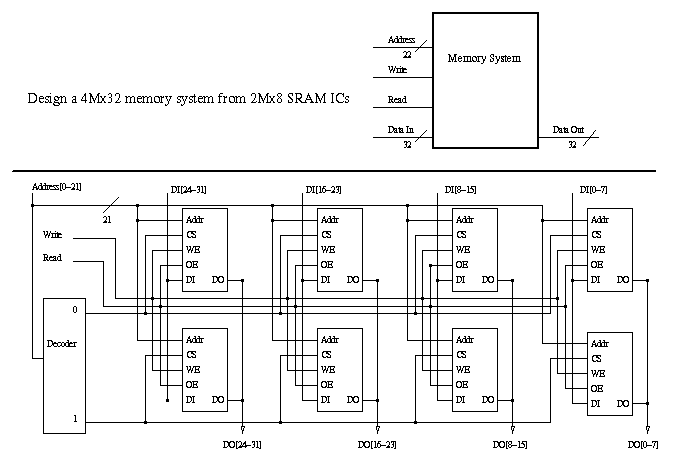 Address
22
Write
Read
Data In
32
Memory System
Data Out
32
Design a 4Mx32 memory system from 2Mx8 SRAM ICs
Address[0-21]
21
DI[24-31]
DI[16-23]
DI[8-15]
DI[0-7]
Write
Read
Addr
CS
WE
OE
DI DO
Addr
CS
WE
OE
DI DO
Addr
CS
WE
OE
DI DO
Addr
CS
WE
OE
DI DO
0
Decoder
1
Addr
CS
WE
OE
DI DO
Addr
CS
WE
OE
DI DO
Addr
CS
WE
OE
DI DO
Addr
CS
WE
OE
DI DO
DO[24-31]
DO[16-23]
DO[8-15]
DO[0-7]